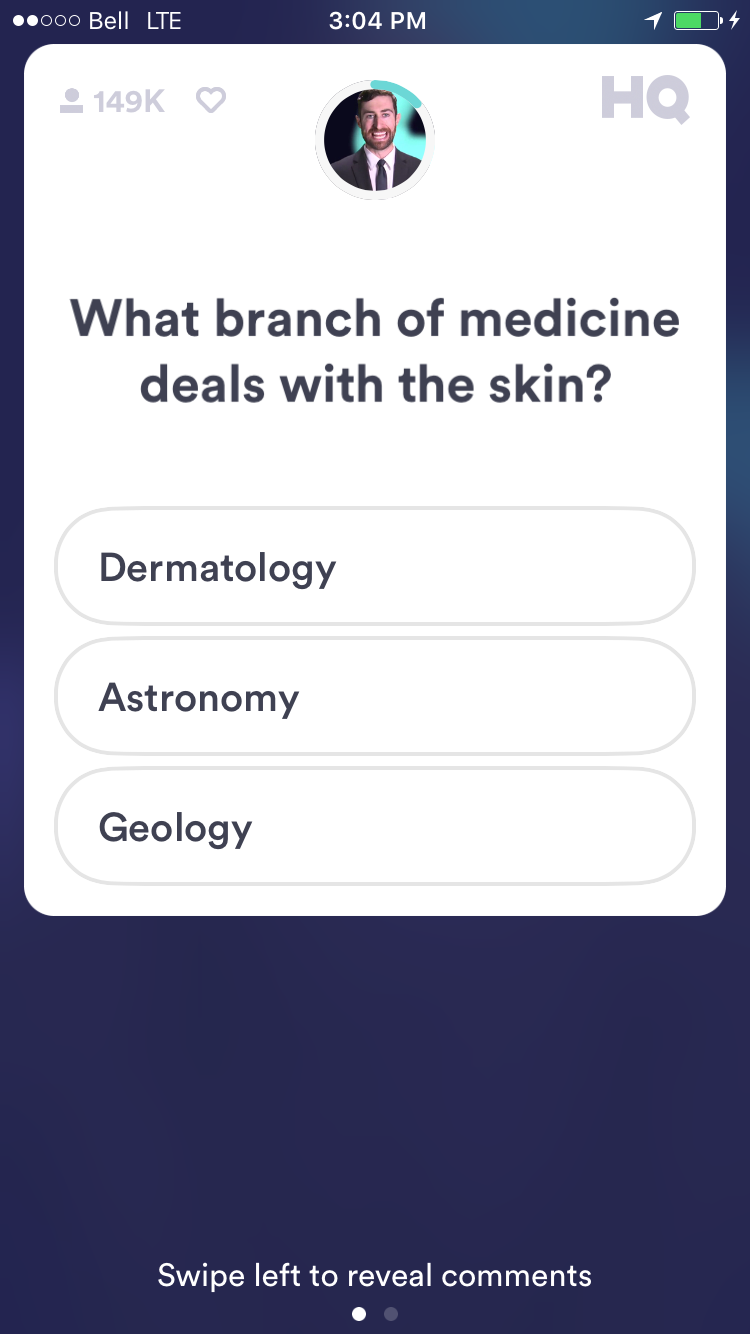 Bell LTE 3:04 PM
149K HQ
What branch of medicine
deals with the skin?
Dermatology
Astronomy
Geology
Swipe left to reveal comments